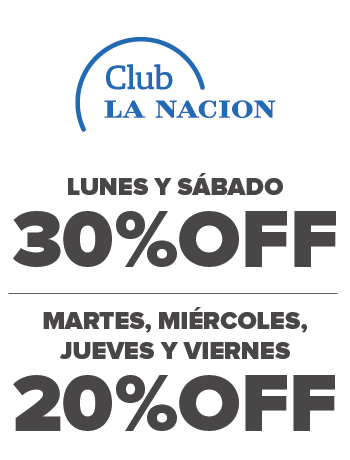 Club
LA NACION
LUNES Y SÁBADO
30%OFF
MARTES, MIÉRCOLES,
JUEVES Y VIERNES
20%OFF